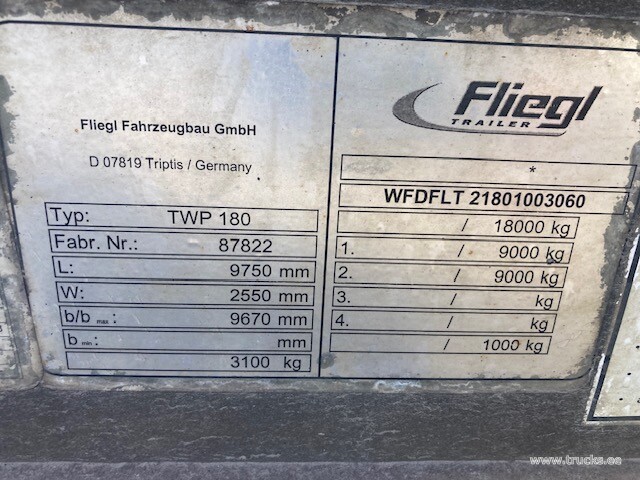 Fliegl Fahrzeugbau GmbH
D 07819 Triptis / Germany
Typ: TWP 180
Fabr. Nr.: 87822
L: 9750 mm
W: 2550 mm
b/b max : 9670 mm
b min : mm
3100 kg
Fliegl
TRAILER
*
WFDFLT 21801003060
/ 18000 kg
1. / 9000 kg
2. / 9000 kg
3. / kg
4. / kg
/ 1000 kg
www.trucks.ee